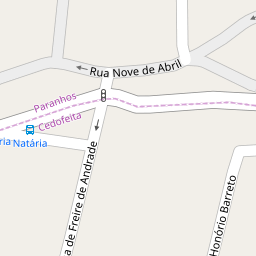 Rua Nove de Abril
Paranhos
Cedofeita
ria Natária
a de Freire de Andrade
Honório Barreto